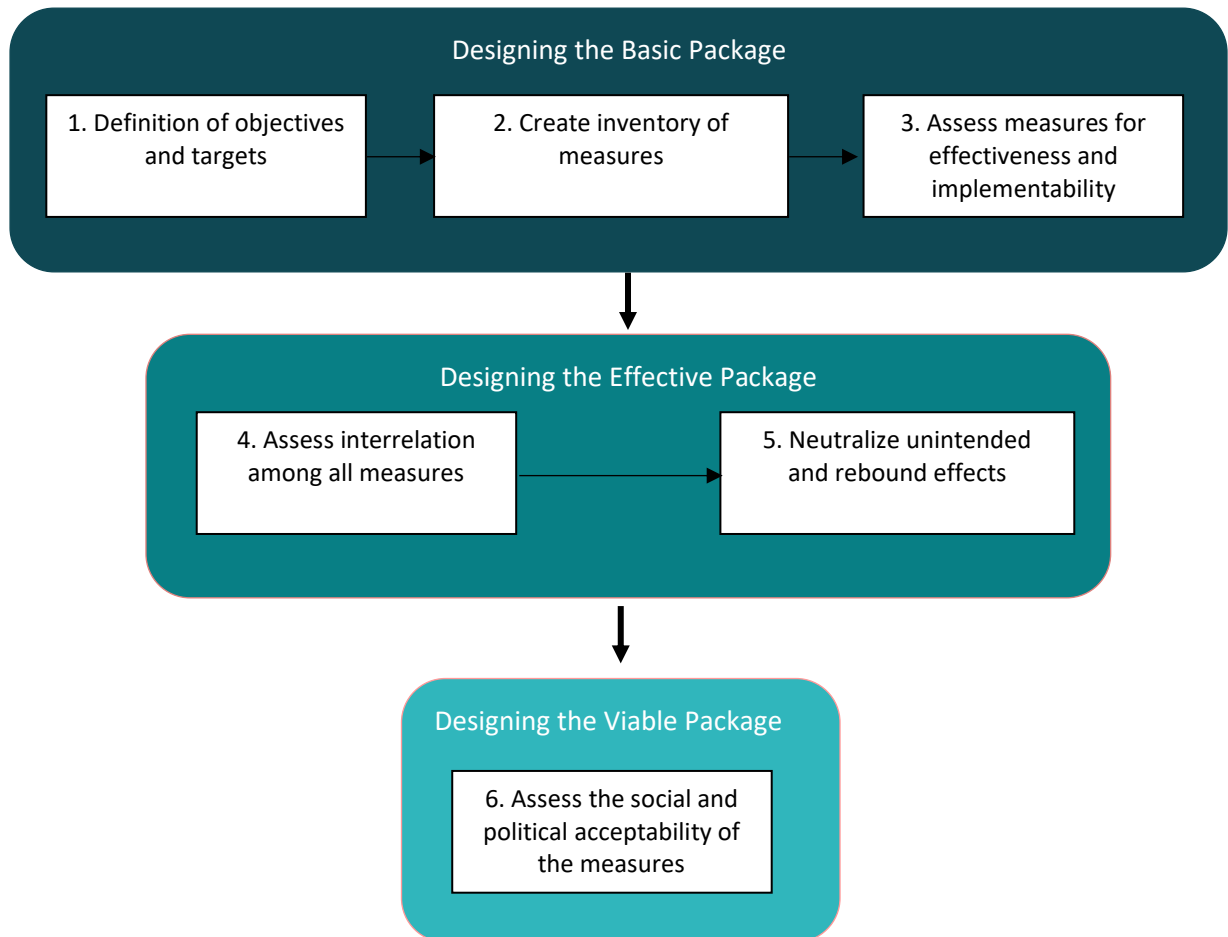 Designing the Basic Package
1. Definition of objectives
and targets
2. Create inventory of
measures
3. Assess measures for
effectiveness and
implementability
Designing the Effective Package
4. Assess interrelation
among all measures
5. Neutralize unintended
and rebound effects
Designing the Viable Package
6. Assess the social and
political acceptability of
the measures